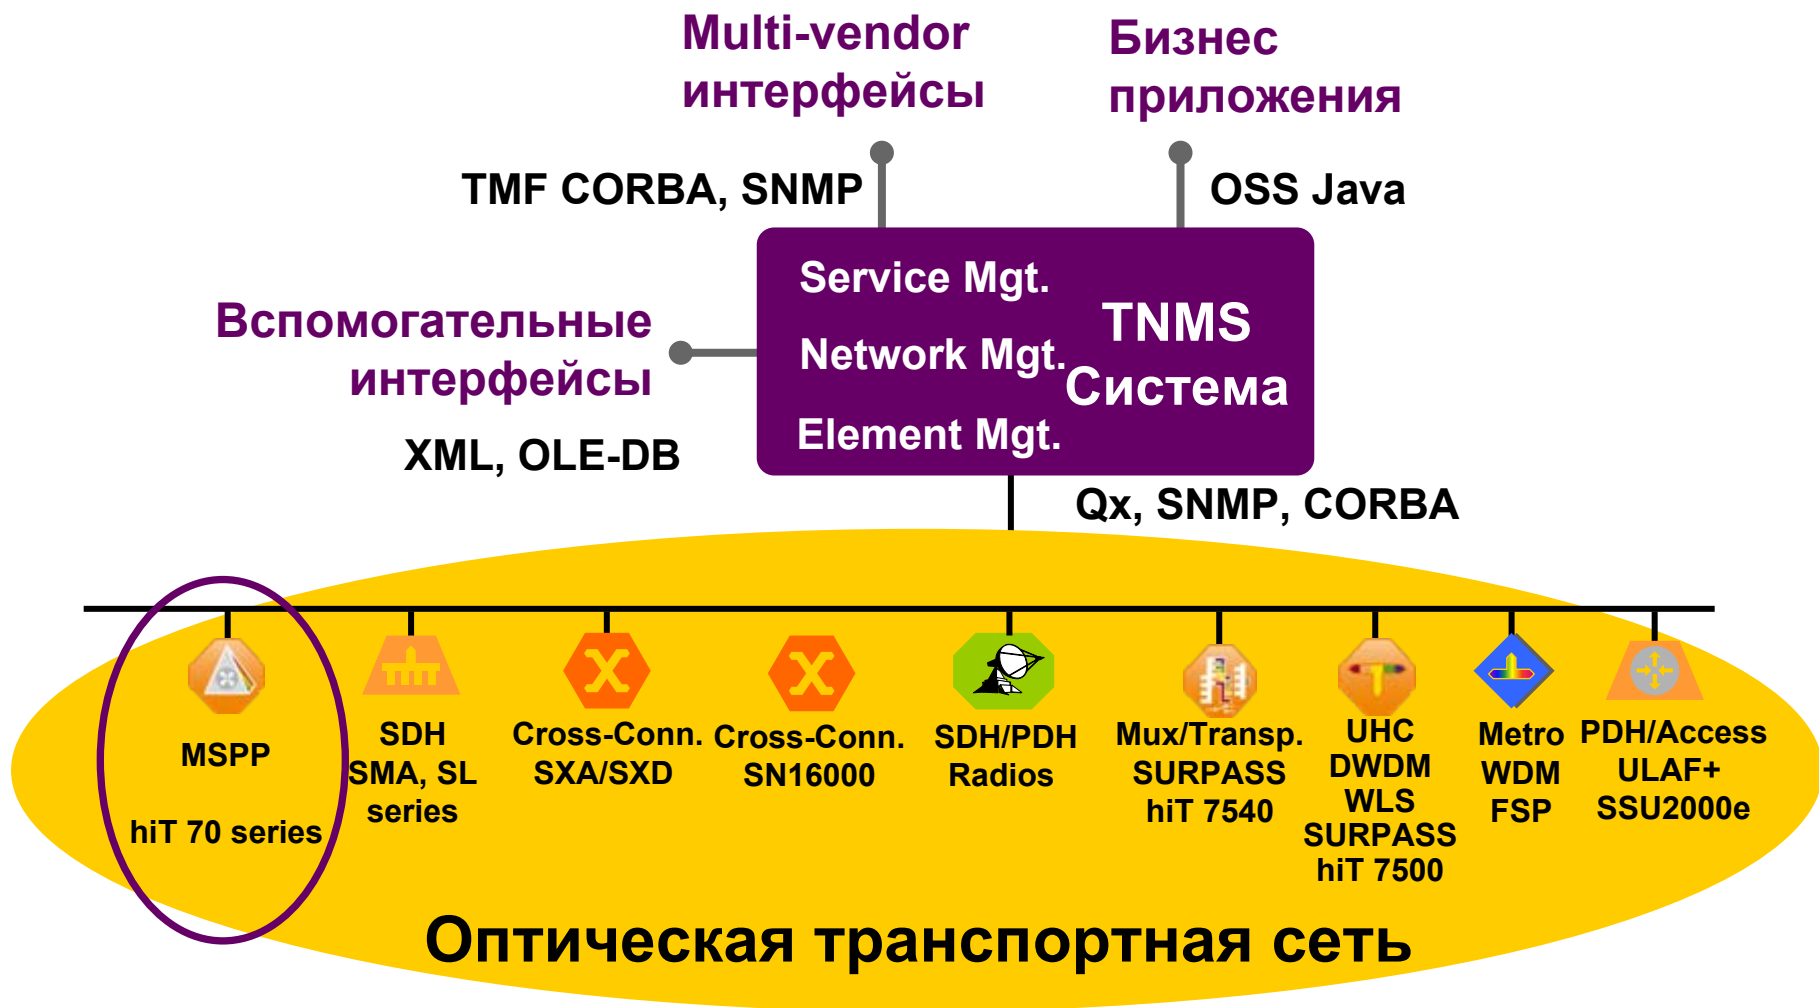 Multi-vendor
интерфейсы
Бизнес
приложения
TMF CORBA, SNMP
OSS Java
Service Mgt.
Network Mgt.
Element Mgt.
TNMS
Система
Вспомогательные
интерфейсы
XML, OLE-DB
Qx, SNMP, CORBA
MSPP
hiT 70 series
SDH
SMA, SL
series
Cross-Conn.
SXA/SXD
Cross-Conn.
SN16000
SDH/PDH
Radios
Mux/Transp.
SURPASS
hiT 7540
UHC
DWDM
WLS
SURPASS
hiT 7500
Metro
WDM
FSP
PDH/Access
ULAF+
SSU2000e
Оптическая транспортная сеть